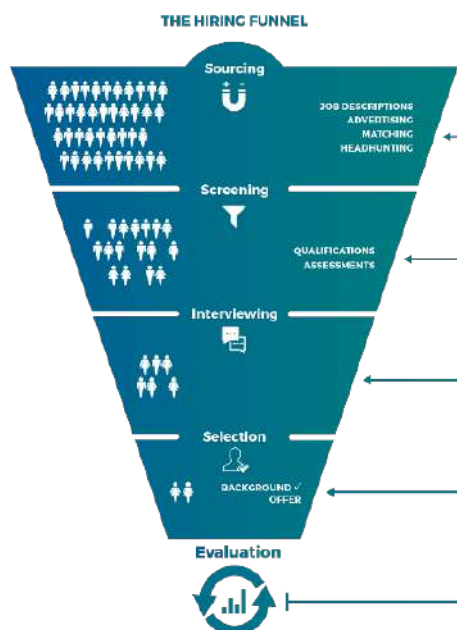 THE HIRING FUNNEL
Sourcing
JOB DESCRIPTIONS
ADVERTISING
MATCHING
HEADHUNTING
Screening
QUALIFICATIONS
ASSESSMENTS
Interviewing
Selection
BACKGROUND ✓
OFFER
Evaluation